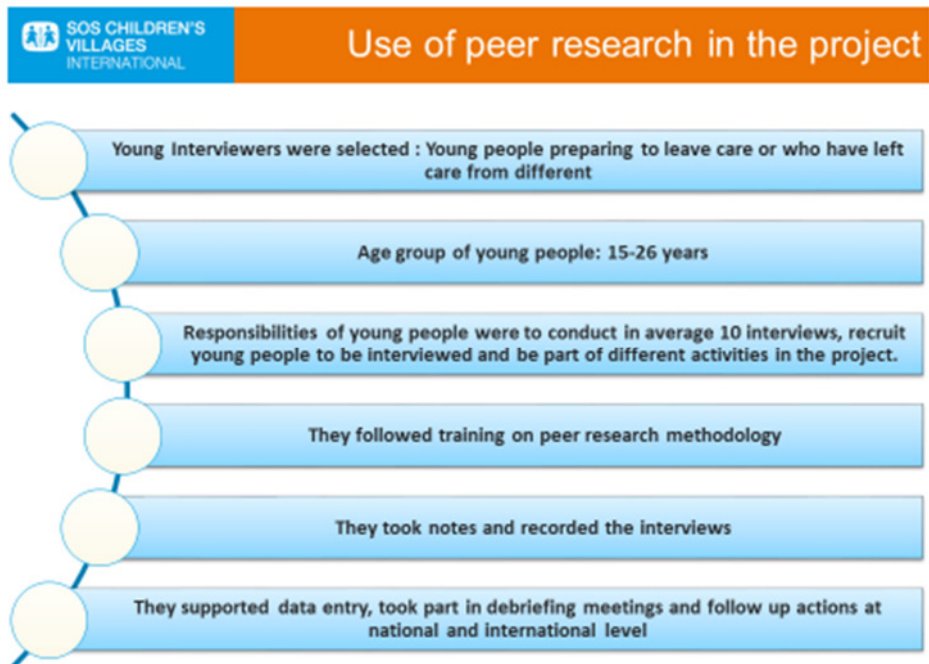 SOS CHILDREN'S
VILLAGES
INTERNATIONAL
Use of peer research in the project
Young Interviewers were selected : Young people preparing to leave care or who have left
care from different
Age group of young people: 15-26 years
Responsibilities of young people were to conduct in average 10 interviews, recruit
young people to be interviewed and be part of different activities in the project.
They followed training on peer research methodology
They took notes and recorded the interviews
They supported data entry, took part in debriefing meetings and follow up actions at
national and international level